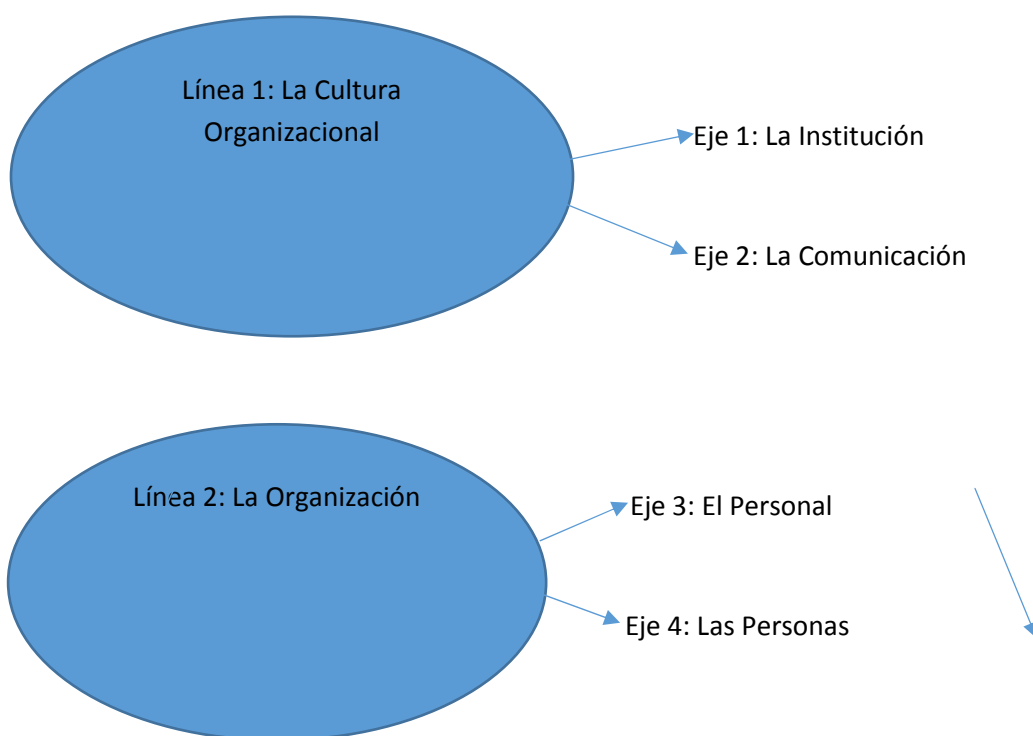 Línea 1: La Cultura
Organizacional
Eje 1: La Institución
Eje 2: La Comunicación
Línea 2: La Organización
Eje 3: El Personal
Eje 4: Las Personas